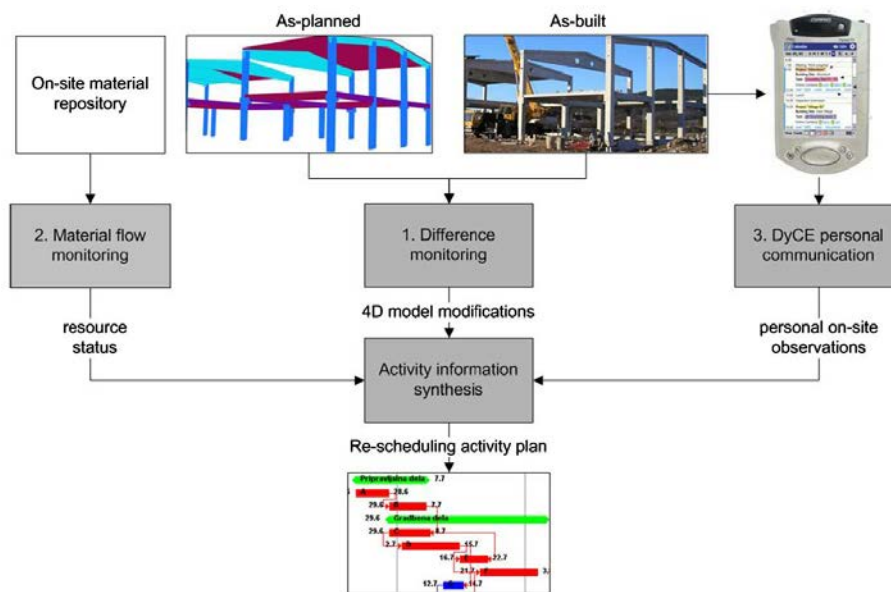 As-planned
As-built
On-site material
repository
2. Material flow
monitoring
1. Difference
monitoring
3. DyCE personal
communication
resource
status
4D model modifications
personal on-site
observations
Activity information
synthesis
Re-scheduling activity plan
Pripravljalna dela 7.7
A 28.6
29.6 B 7.7
29.6 Gradbena dela
29.6 C 8.7
2.7 D 15.7
16.7 E 22.7
21.7 F
12.7 14.7